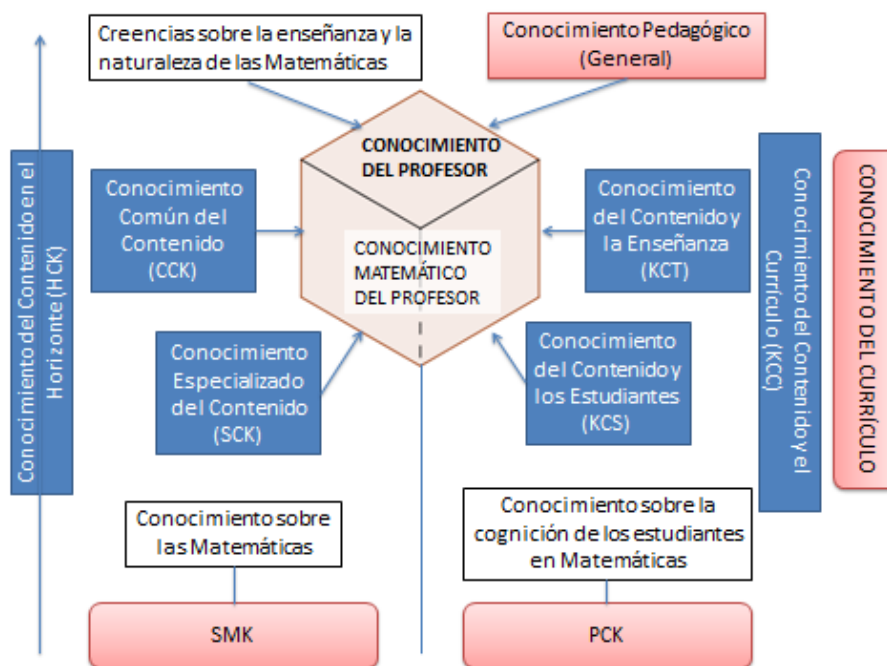 Creencias sobre la enseñanza y la
naturaleza de las Matemáticas
Conocimiento Pedagógico
(General)
CONOCIMIENTO
DEL PROFESOR
Conocimiento del Contenido en el
Horizonte (HCK)
Conocimiento
Común del
Contenido
(CCK)
CONOCIMIENTO
MATEMÁTICO
DEL PROFESOR
Conocimiento
del Contenido y
la Enseñanza
(KCT)
Conocimiento del Contenido y el
Currículo (KCC)
CONOCIMIENTO DEL CURRÍCULO
Conocimiento
Especializado
del Contenido
(SCK)
Conocimiento
del Contenido y
los Estudiantes
(KCS)
Conocimiento sobre
las Matemáticas
Conocimiento sobre la
cognición de los estudiantes
en Matemáticas
SMK
PCK